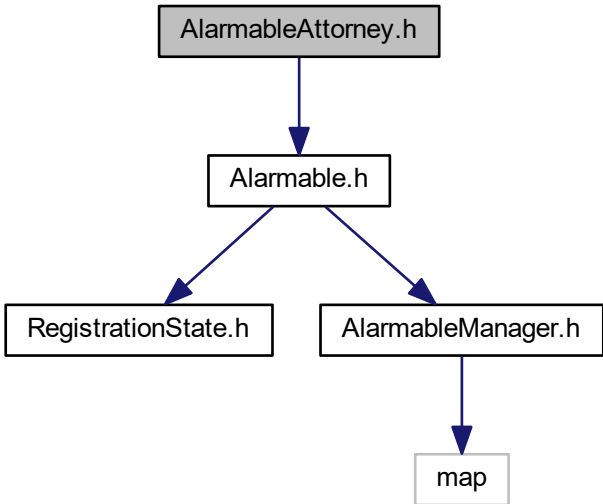 AlarmableAttorney.h
Alarmable.h
RegistrationState.h
AlarmableManager.h
map